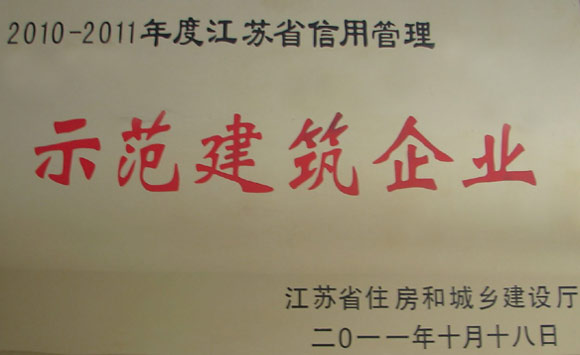 2010-2011年度江苏省信用管理
示范建筑企业
江苏省住房和城乡建设厅
二〇一一年十月十八日